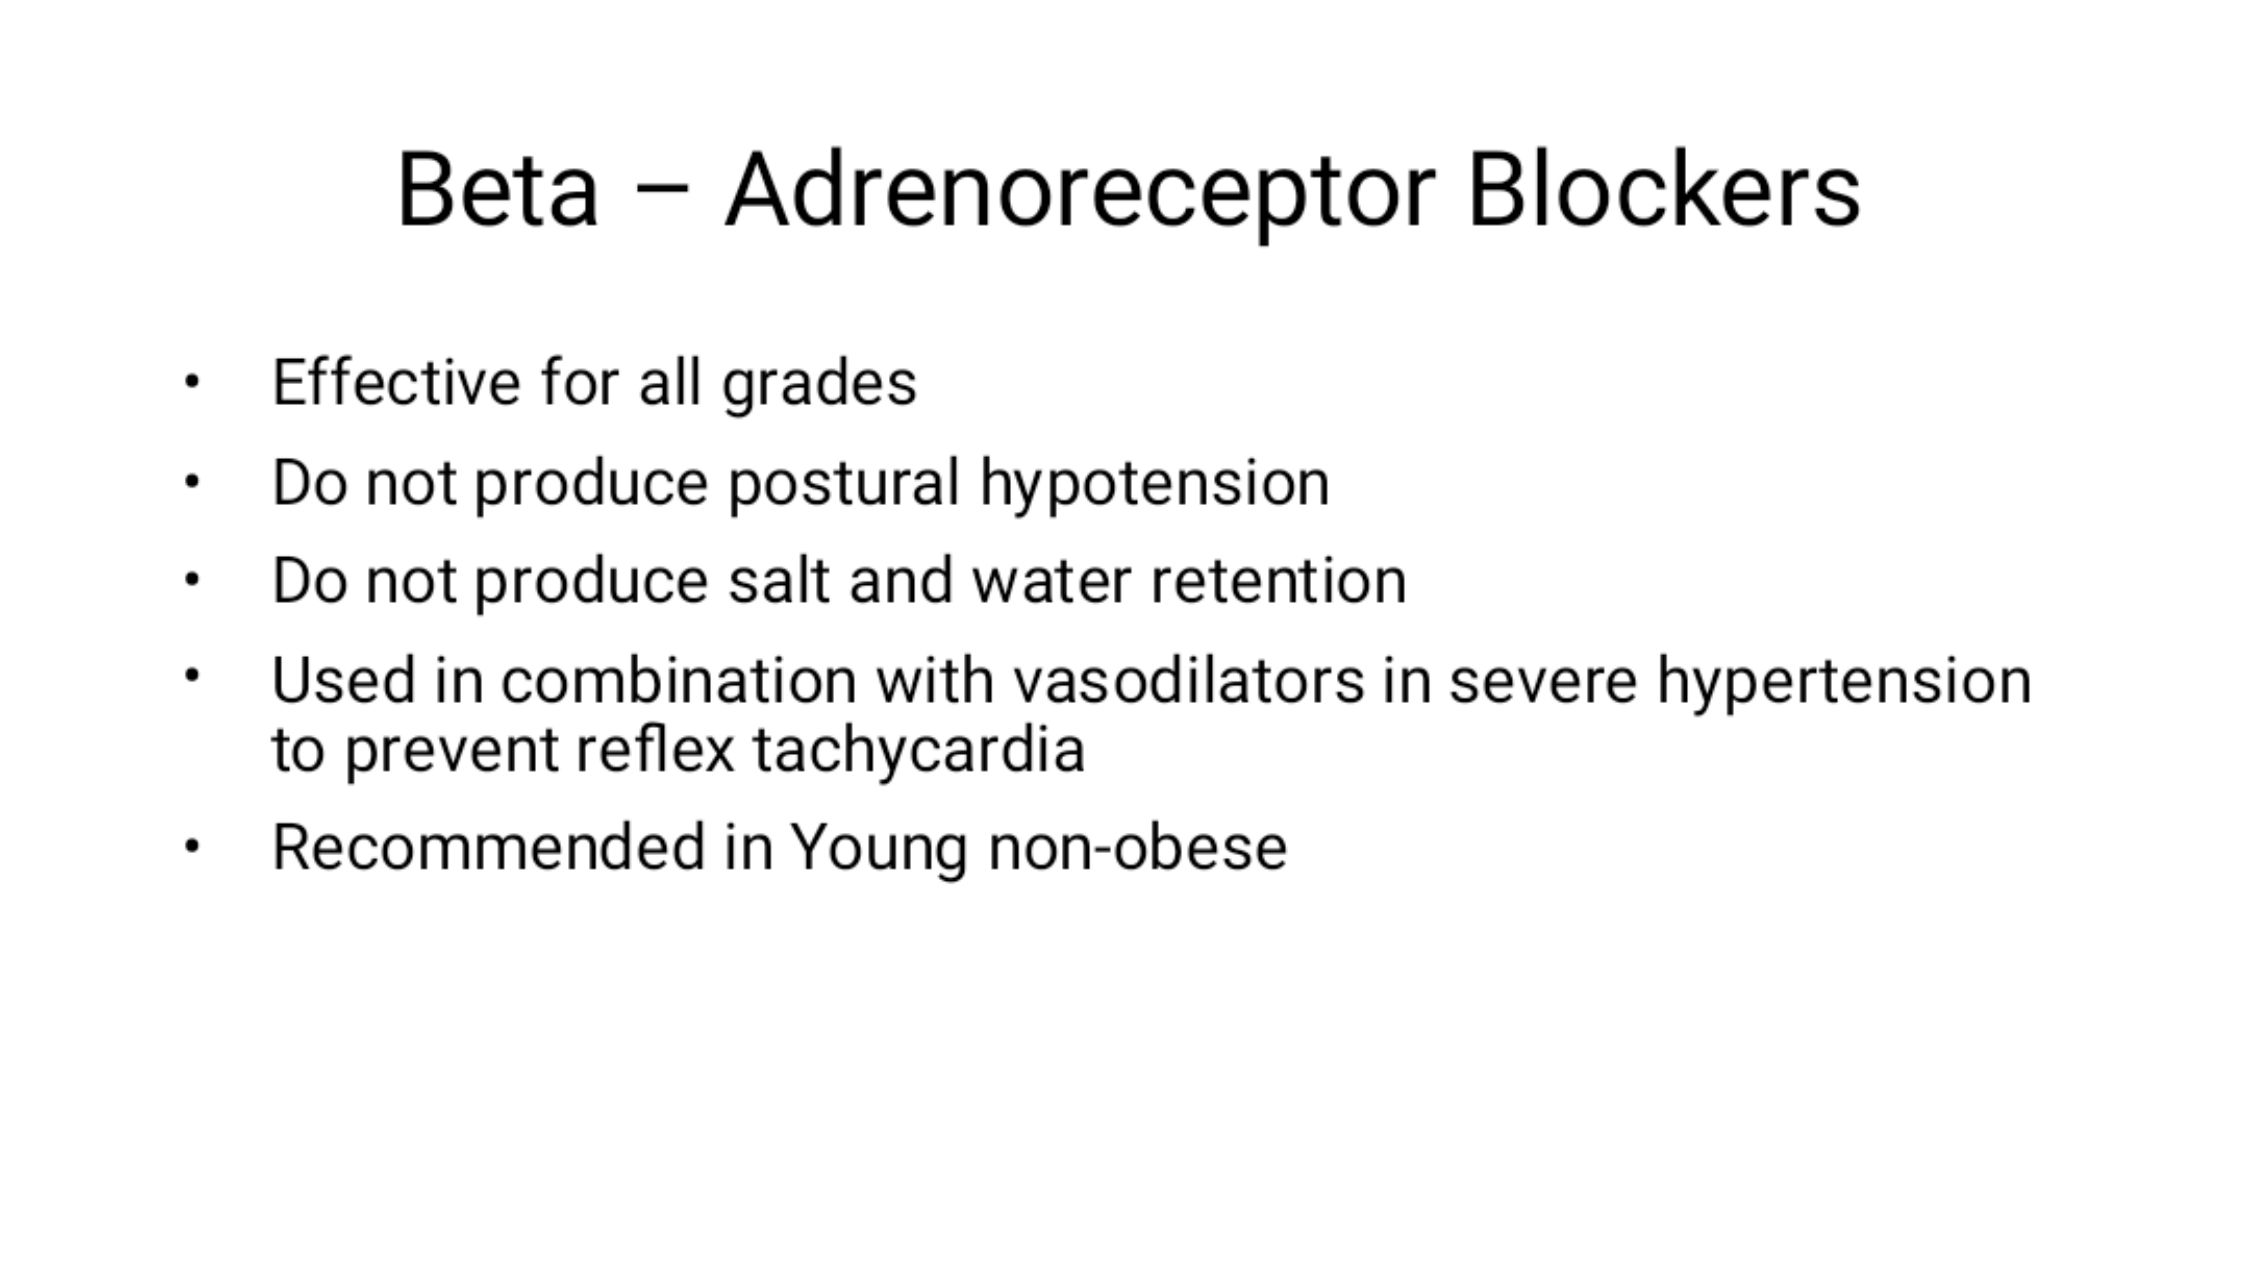 Beta – Adrenoreceptor Blockers
• Effective for all grades
• Do not produce postural hypotension
• Do not produce salt and water retention
• Used in combination with vasodilators in severe hypertension
to prevent reflex tachycardia
• Recommended in Young non-obese